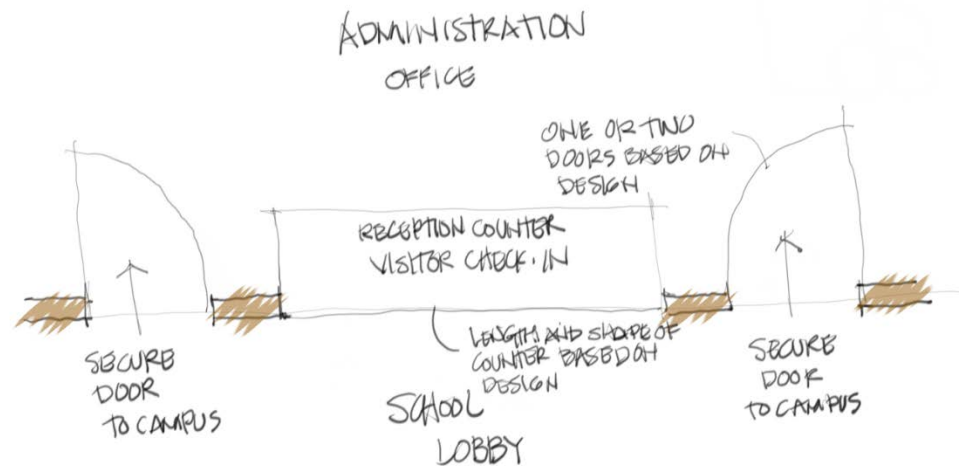 ADMINISTRATION
OFFICE
ONE OR TWO
DOORS BASED ON
DESIGN
RECEPTION COUNTER
VISITOR CHECK-IN
LENGTH AND SHAPE OF
COUNTER BASED ON
DESIGN
SECURE
DOOR
TO CAMPUS
SCHOOL
LOBBY
SECURE
DOOR
TO CAMPUS